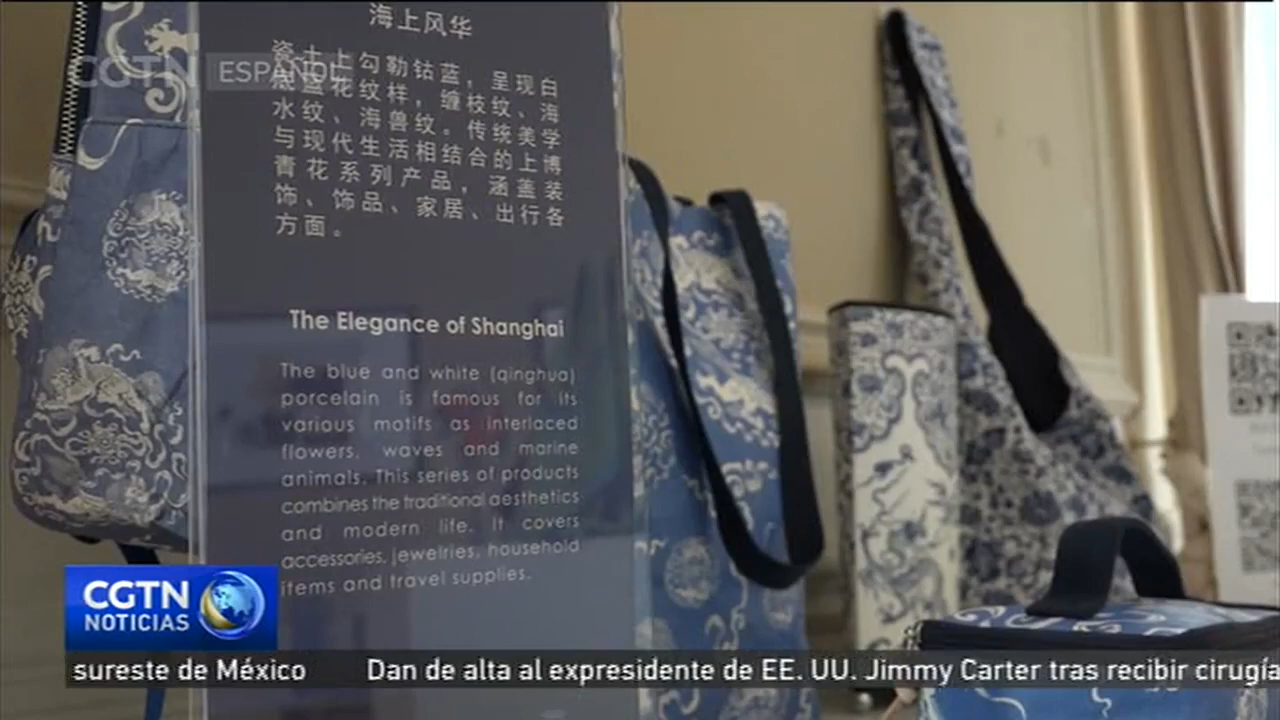 海上风华
瓷土上勾勒钴蓝，呈现白
底蓝花纹样，缠枝纹、海
水纹、海兽纹。传统美学
与现代生活相结合的上博
青花系列产品，涵盖装
饰、饰品、家居、出行各
方面。
CGTN ESPAÑOL
The Elegance of Shanghai
The blue and white (qinghua)
porcelain is famous for its
various motifs as interlaced
flowers, waves and marine
animals. This series of products
combines the traditional aesthetics
and modern life. It covers
accessories, jewelries, household
items and travel supplies.
CGTN
NOTICIAS
sureste de México Dan de alta al expresidente de EE. UU. Jimmy Carter tras recibir cirugía